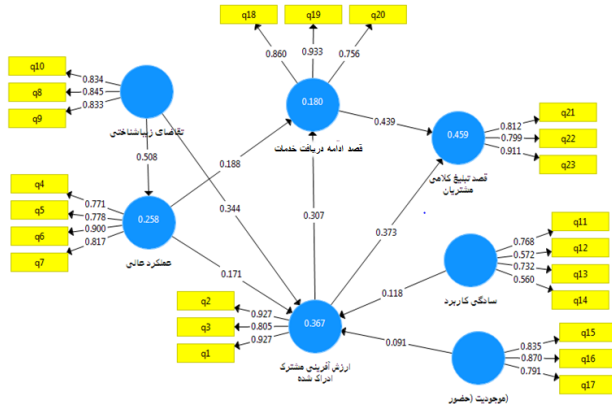 q18
q19
q20
0.860
0.933
0.756
q10
q8
q9
0.834
0.845
0.833
تقاضای زیباشناختی
0.180
قصد ادامه دریافت خدمات
0.439
0.459
قصد تبلیغ کلامی
مشتریان
0.812
0.799
0.911
q21
q22
q23
0.508
0.188
0.344
0.307
0.373
q4
q5
q6
q7
0.771
0.778
0.900
0.817
0.258
عملکرد عالی
0.171
q2
q3
q1
0.927
0.805
0.927
0.367
ارزش آفرینی مشترک
ادراک شده
0.118
0.091
سادگی کاربرد
0.768
0.572
0.732
0.560
q11
q12
q13
q14
موجودیت (حضور)
0.835
0.870
0.791
q15
q16
q17